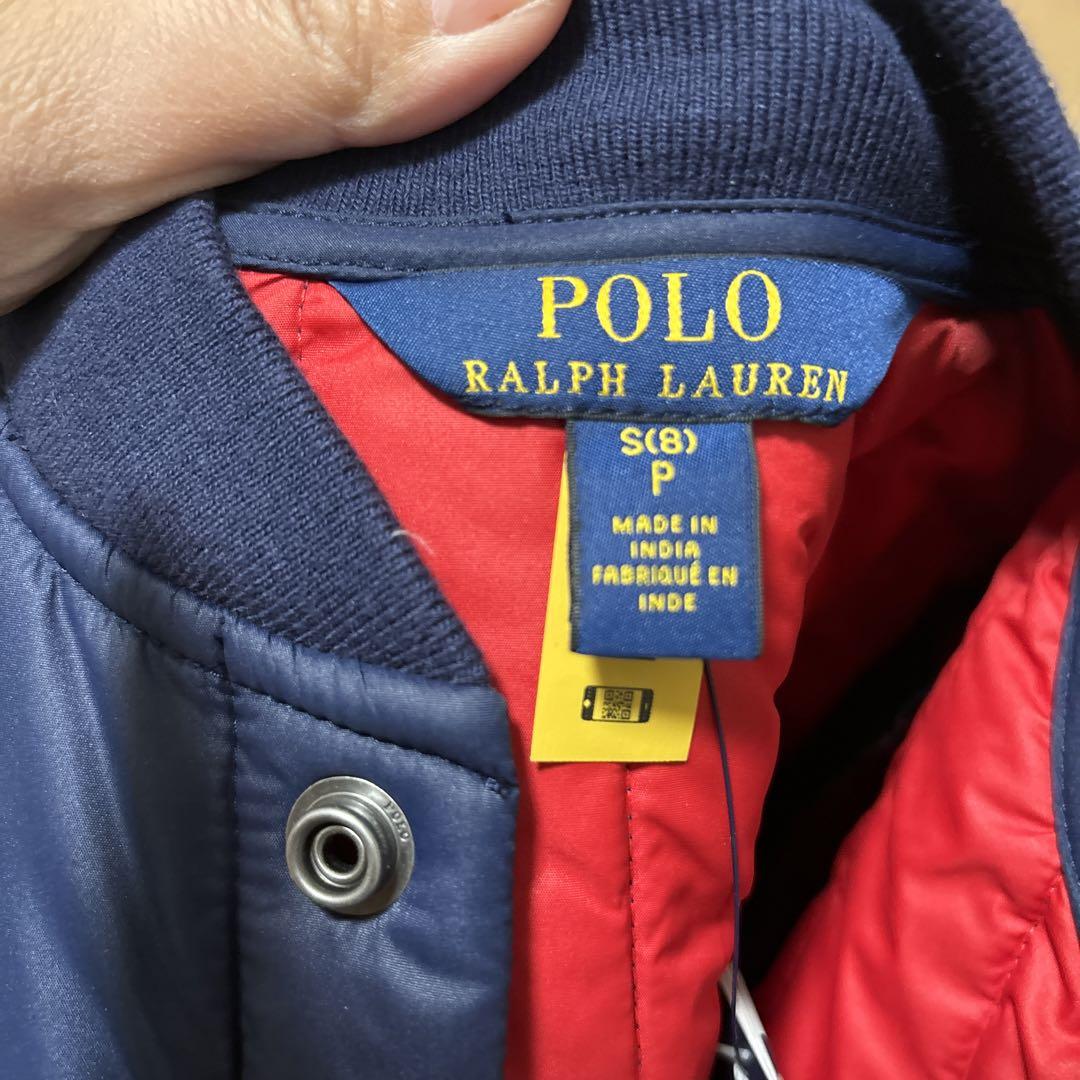 POLO
RALPH LAUREN
S(8)
P
MADE IN
INDIA
FABRIQUÉ EN
INDE
POLO